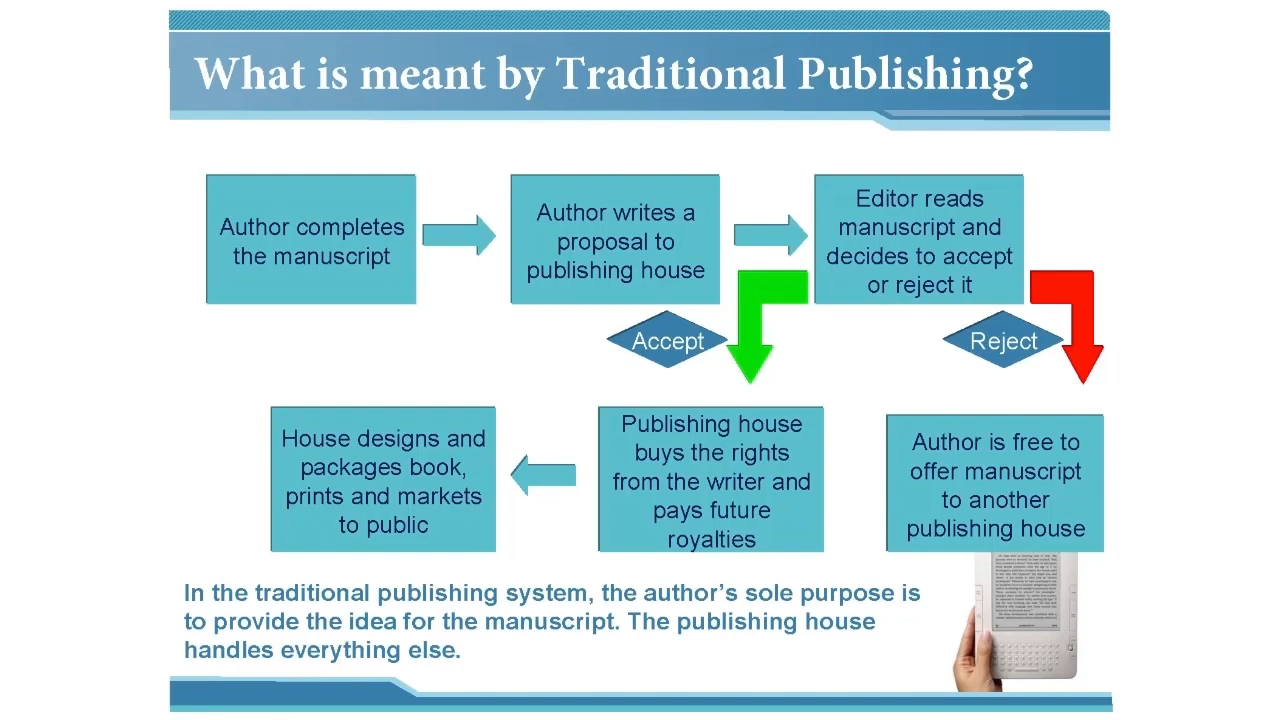 What is meant by Traditional Publishing?
Author completes
the manuscript
Author writes a
proposal to
publishing house
Editor reads
manuscript and
decides to accept
or reject it
Accept
Reject
House designs and
packages book,
prints and markets
to public
Publishing house
buys the rights
from the writer and
pays future
royalties
Author is free to
offer manuscript
to another
publishing house
In the traditional publishing system, the author’s sole purpose is
to provide the idea for the manuscript. The publishing house
handles everything else.